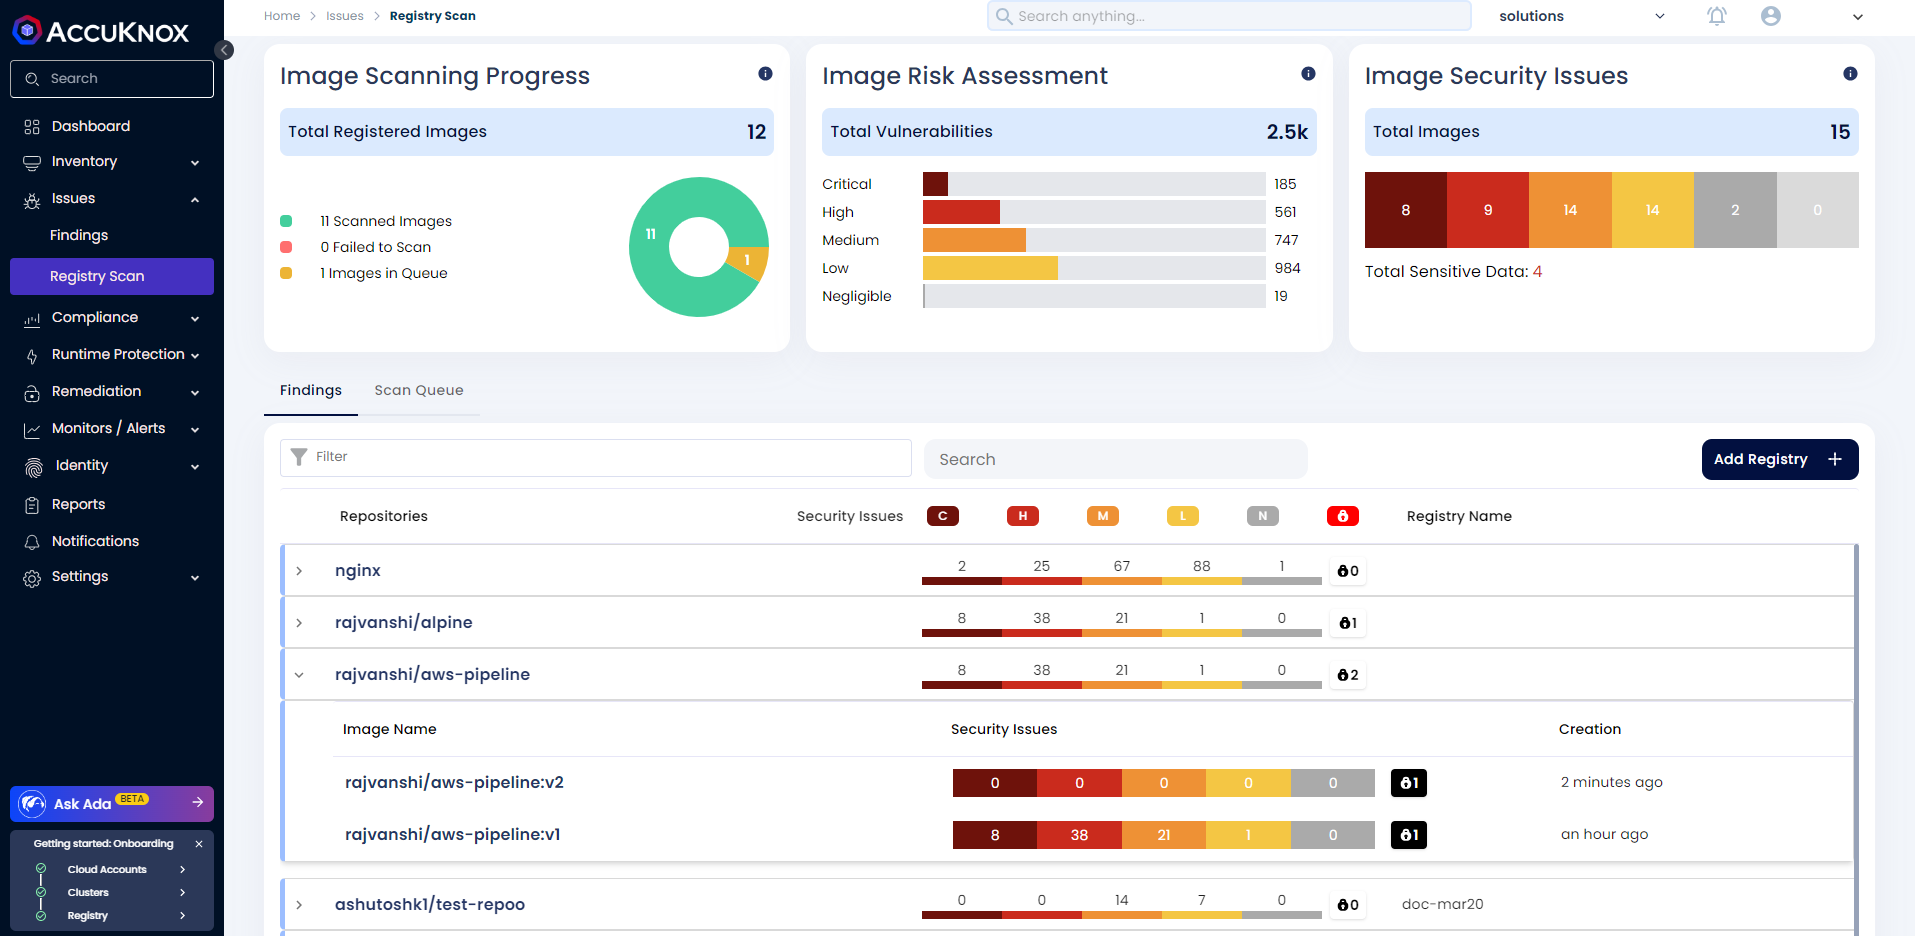 ACCUKNOX
Search
Dashboard
Inventory
Issues
Findings
Registry Scan
Compliance
Runtime Protection
Remediation
Monitors / Alerts
Identity
Reports
Notifications
Settings
Ask Ada BETA
Getting started: Onboarding
Cloud Accounts
Clusters
Registry
Home > Issues > Registry Scan
Search anything...
solutions
Image Scanning Progress
Total Registered Images 12
11 Scanned Images
0 Failed to Scan
1 Images in Queue
11
1
Image Risk Assessment
Total Vulnerabilities 2.5k
Critical 185
High 561
Medium 747
Low 984
Negligible 19
Image Security Issues
Total Images 15
8 9 14 14 2 0
Total Sensitive Data: 4
Findings Scan Queue
Filter
Search
Add Registry +
Repositories Security Issues C H M L N Registry Name
nginx 2 25 67 88 1 0
rajvanshi/alpine 8 38 21 1 0 1
rajvanshi/aws-pipeline 8 38 21 1 0 2
Image Name Security Issues Creation
rajvanshi/aws-pipeline:v2 0 0 0 0 0 1 2 minutes ago
rajvanshi/aws-pipeline:v1 8 38 21 1 0 1 an hour ago
ashutoshk1/test-repoo 0 0 14 7 0 0 doc-mar20